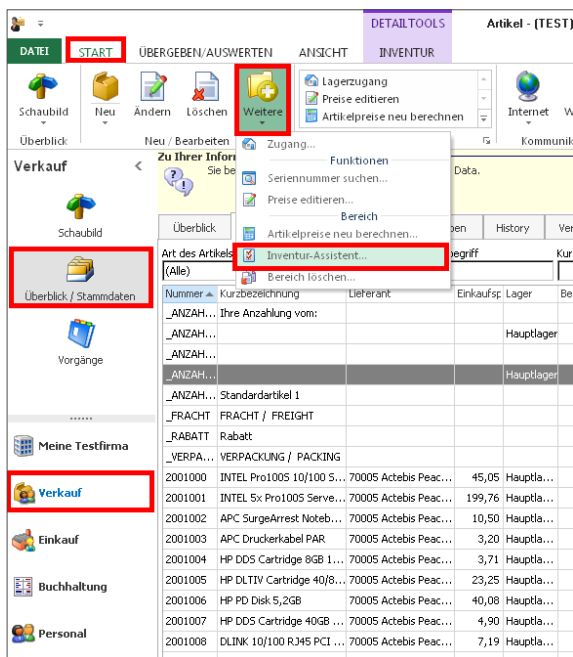 DETAILTOOLS
Artikel - (TEST)
DATEI START ÜBERGEBEN/AUSWERTEN ANSICHT INVENTUR
Schaubild
Neu
Ändern
Löschen
Weitere
Lagerzugang
Preise editieren
Artikelpreise neu berechnen
Internet
Überblick
Neu / Bearbeiten
Kommunik
Verkauf
Schaubild
Überblick / Stammdaten
Vorgänge
Meine Testfirma
Verkauf
Einkauf
Buchhaltung
Personal
Zu Ihrer Inform
Sie be
Data.
Zugang...
Funktionen
Seriennummer suchen...
Preise editieren...
Bereich
Artikelpreise neu berechnen...
Inventur-Assistent...
Bereich löschen...
Überblick
en
History
Ver
Art des Artikels
egriff
Kur
(Alle)
Nummer Kurzbezeichnung Lieferant Einkaufsp Lager Be
_ANZAH... Ihre Anzahlung vom:
_ANZAH... Hauptlager
_ANZAH...
_ANZAH... Hauptlager
_ANZAH... Standardartikel 1
_FRACHT FRACHT / FREIGHT
_RABATT Rabatt
_VERPA... VERPACKUNG / PACKING
2001000 INTEL Pro100S 10/100 S... 70005 Actebis Peac... 45,05 Hauptla...
2001001 INTEL 5x Pro100S Serve... 70005 Actebis Peac... 199,76 Hauptla...
2001002 APC SurgeArrest Noteb... 70005 Actebis Peac... 10,50 Hauptla...
2001003 APC Druckerkabel PAR 70005 Actebis Peac... 3,20 Hauptla...
2001004 HP DDS Cartridge 8GB 1... 70005 Actebis Peac... 3,71 Hauptla...
2001005 HP DLTIV Cartridge 40/8... 70005 Actebis Peac... 23,25 Hauptla...
2001006 HP PD Disk 5,2GB 70005 Actebis Peac... 40,08 Hauptla...
2001007 HP DDS Cartridge 40GB ... 70005 Actebis Peac... 4,90 Hauptla...
2001008 DLINK 10/100 RJ45 PCI ... 70005 Actebis Peac... 7,19 Hauptla...